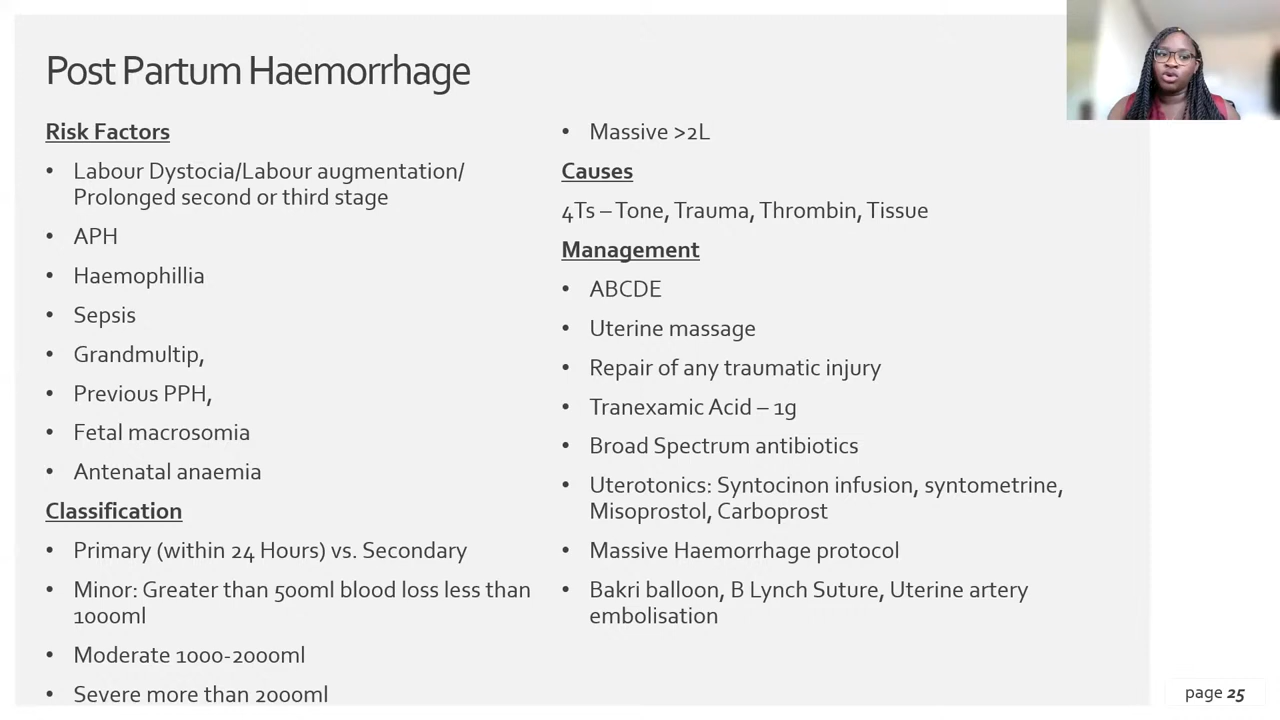 Post Partum Haemorrhage
Risk Factors
• Labour Dystocia/Labour augmentation/
Prolonged second or third stage
• APH
• Haemophillia
• Sepsis
• Grandmultip,
• Previous PPH,
• Fetal macrosomia
• Antenatal anaemia
Classification
• Primary (within 24 Hours) vs. Secondary
• Minor: Greater than 500ml blood loss less than
1000ml
• Moderate 1000-2000ml
• Severe more than 2000ml
• Massive >2L
Causes
4Ts – Tone, Trauma, Thrombin, Tissue
Management
• ABCDE
• Uterine massage
• Repair of any traumatic injury
• Tranexamic Acid – 1g
• Broad Spectrum antibiotics
• Uterotonics: Syntocinon infusion, syntometrine,
Misoprostol, Carboprost
• Massive Haemorrhage protocol
• Bakri balloon, B Lynch Suture, Uterine artery
embolisation
page 25